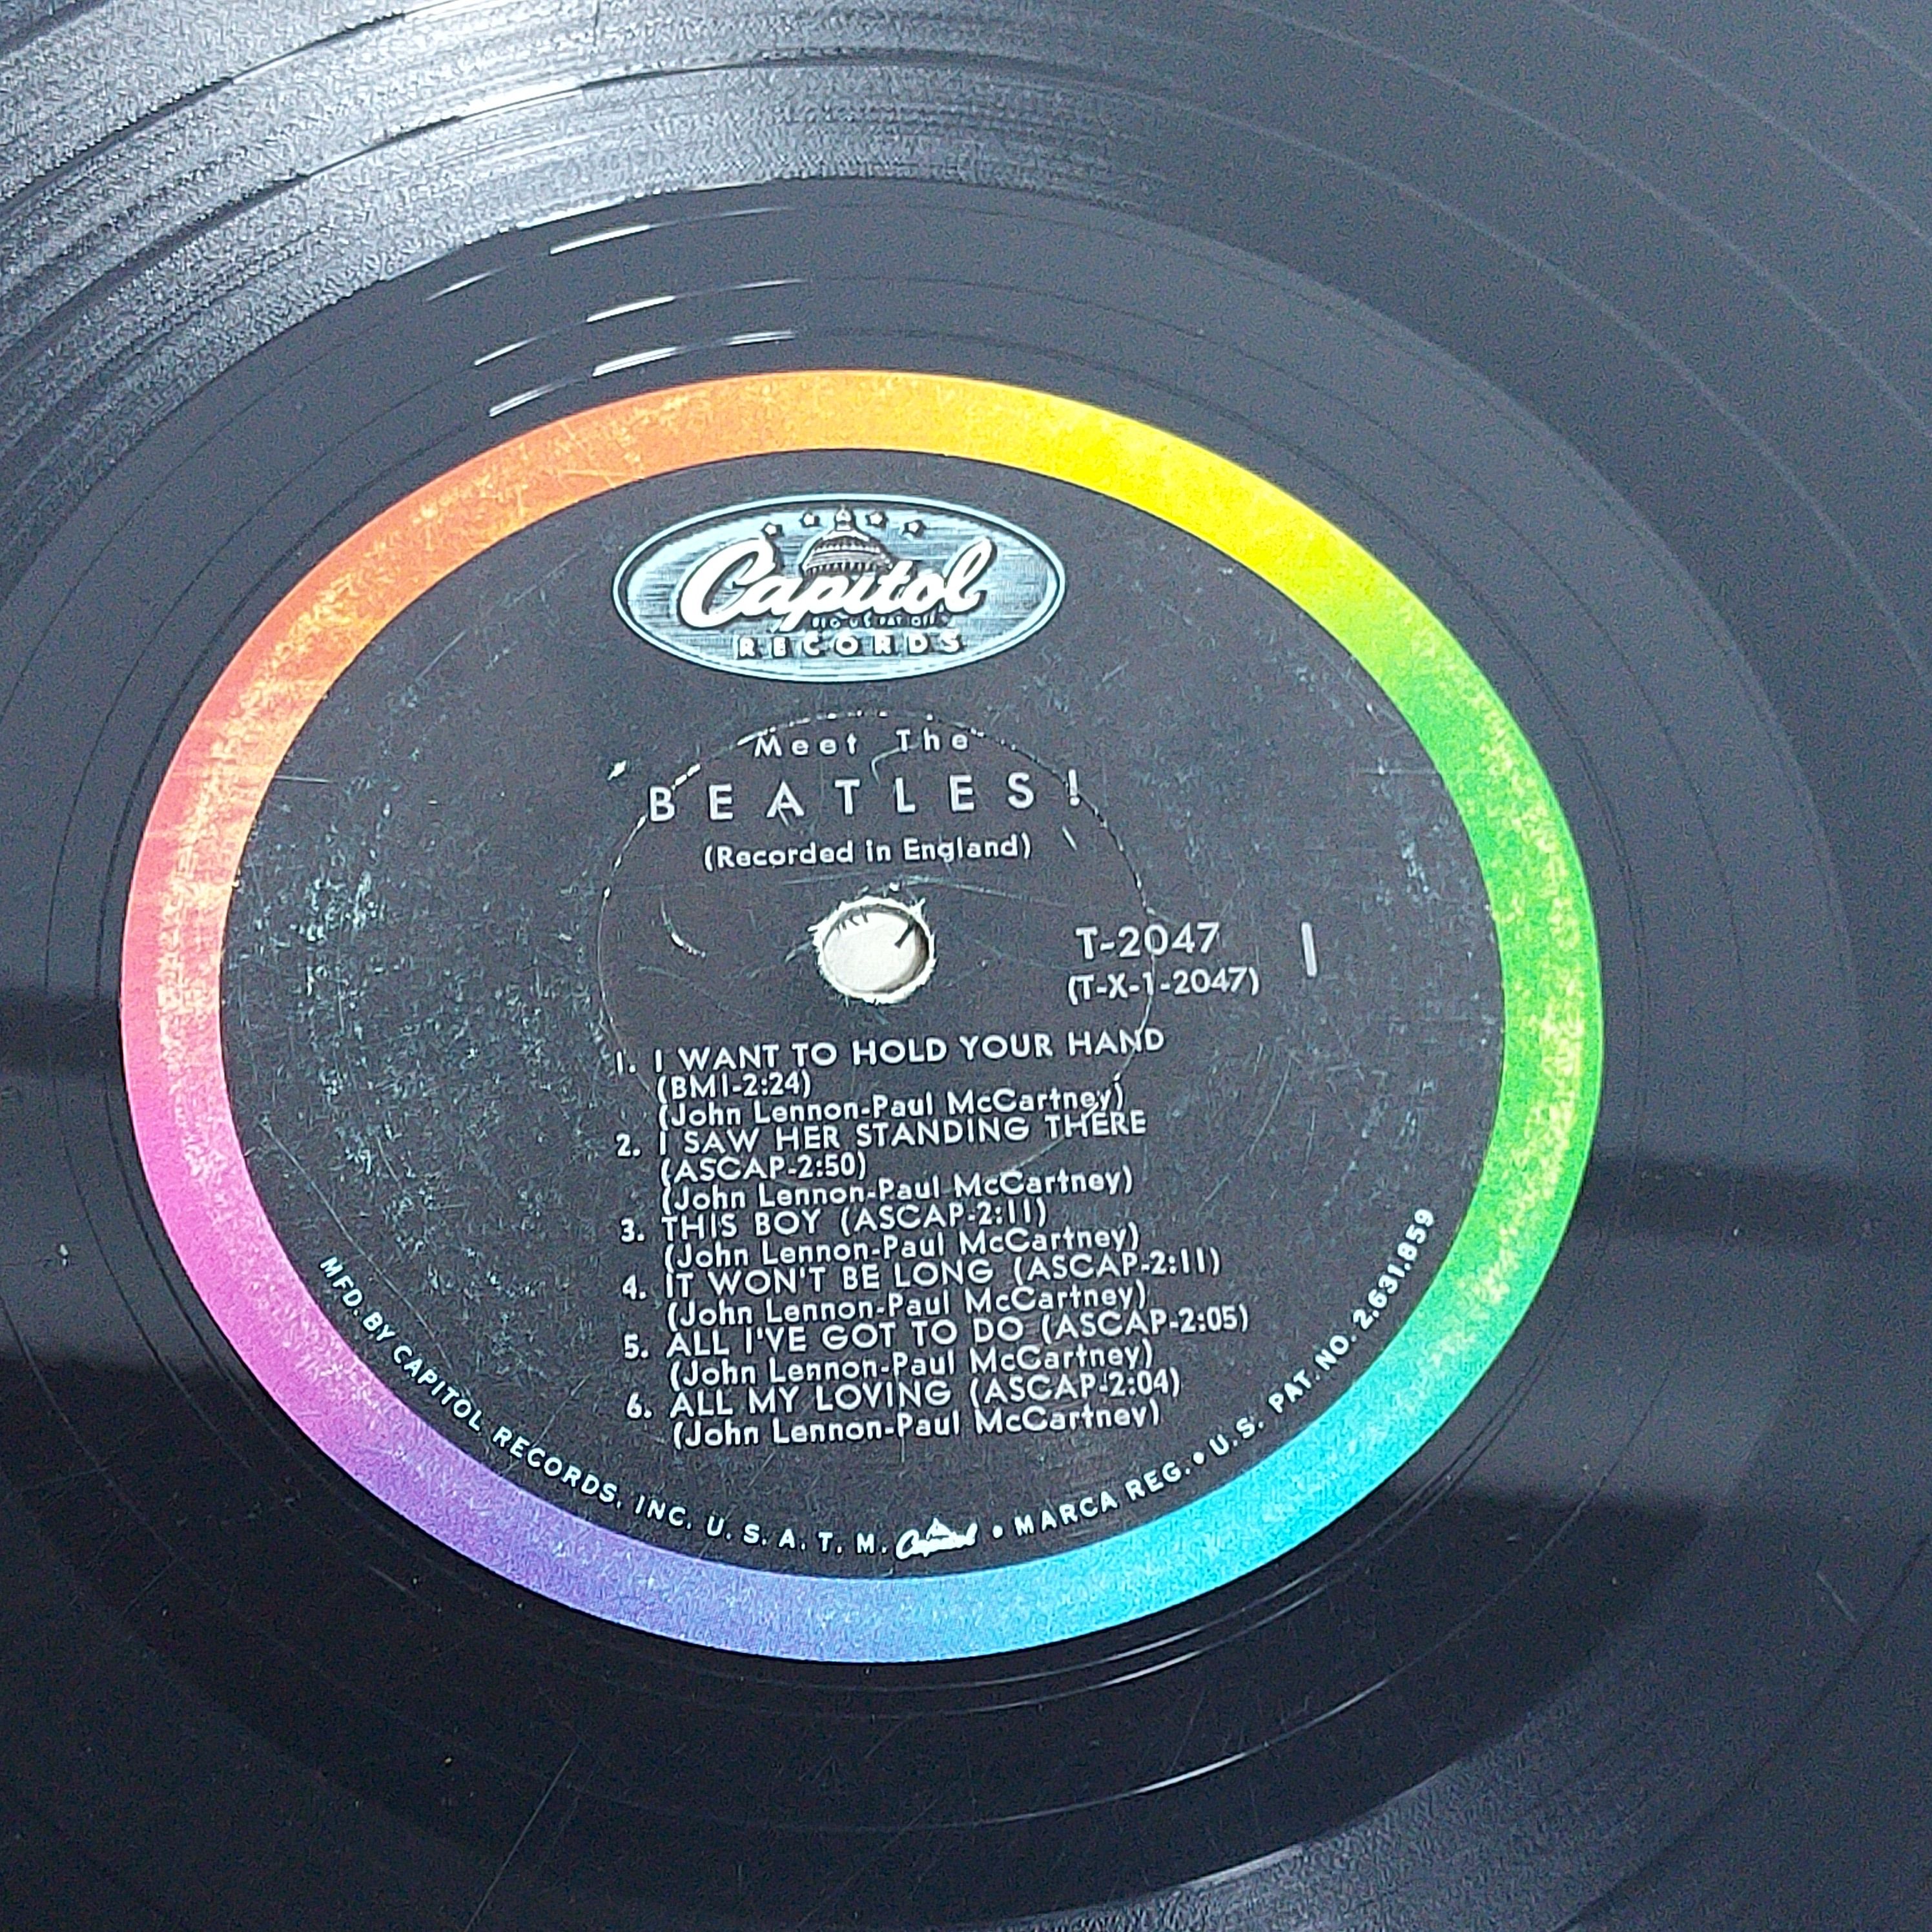 Capitol
REG. U.S. PAT. OFF.
RECORDS
Meet The
BEATLES!
(Recorded in England)
T-2047
(T-X-1-2047)
1
1. I WANT TO HOLD YOUR HAND
(BMI-2:24)
(John Lennon-Paul McCartney)
2. I SAW HER STANDING THERE
(ASCAP-2:50)
(John Lennon-Paul McCartney)
3. THIS BOY (ASCAP-2:11)
(John Lennon-Paul McCartney)
4. IT WON'T BE LONG (ASCAP-2:11)
(John Lennon-Paul McCartney)
5. ALL I'VE GOT TO DO (ASCAP-2:05)
(John Lennon-Paul McCartney)
6. ALL MY LOVING (ASCAP-2:04)
(John Lennon-Paul McCartney)
MFD. BY CAPITOL RECORDS, INC. U. S. A. T. M. Capitol • MARCA REG. • U.S. PAT. NO. 2,631,859